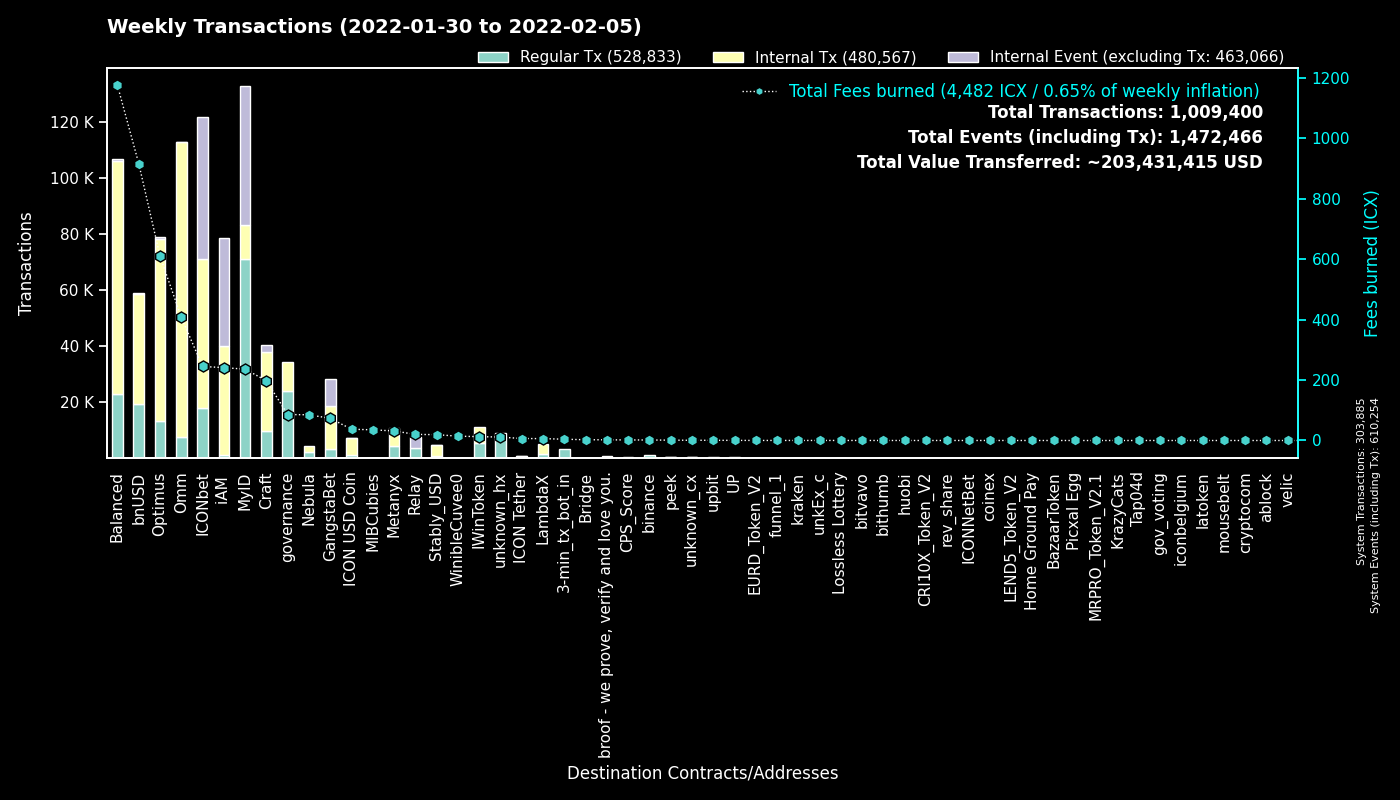 Weekly Transactions (2022-01-30 to 2022-02-05)
Regular Tx (528,833)
Internal Tx (480,567)
Internal Event (excluding Tx: 463,066)
Total Fees burned (4,482 ICX / 0.65% of weekly inflation)
Total Transactions: 1,009,400
Total Events (including Tx): 1,472,466
Total Value Transferred: ~203,431,415 USD
Transactions
120 K
100 K
80 K
60 K
40 K
20 K
1200
1000
800
600
400
200
0
Fees burned (ICX)
System Transactions: 303,885
System Events (including Tx): 610,254
Balanced
bnUSD
Optimus
Omm
ICONbet
iAM
MyID
Craft
governance
Nebula
GangstaBet
ICON USD Coin
MIBCubies
Metanyx
Relay
Stably_USD
WinibleCuvee0
IWinToken
unknown_hx
ICON Tether
LambdaX
3-min_tx_bot_in
Bridge
broof - we prove, verify and love you.
CPS_Score
binance
peek
unknown_cx
upbit
UP
EURD_Token_V2
funnel_1
kraken
unkEx_c
Lossless Lottery
bitvavo
bithumb
huobi
CRI10X_Token_V2
rev_share
ICONNetBet
coinex
LEND5_Token_V2
Home Ground Pay
BazaarToken
Picxal Egg
MRPRO_Token_V2.1
KrazyCats
Tap04d
gov_voting
iconbelgium
latoken
mousebelt
cryptocom
ablock
velic
Destination Contracts/Addresses